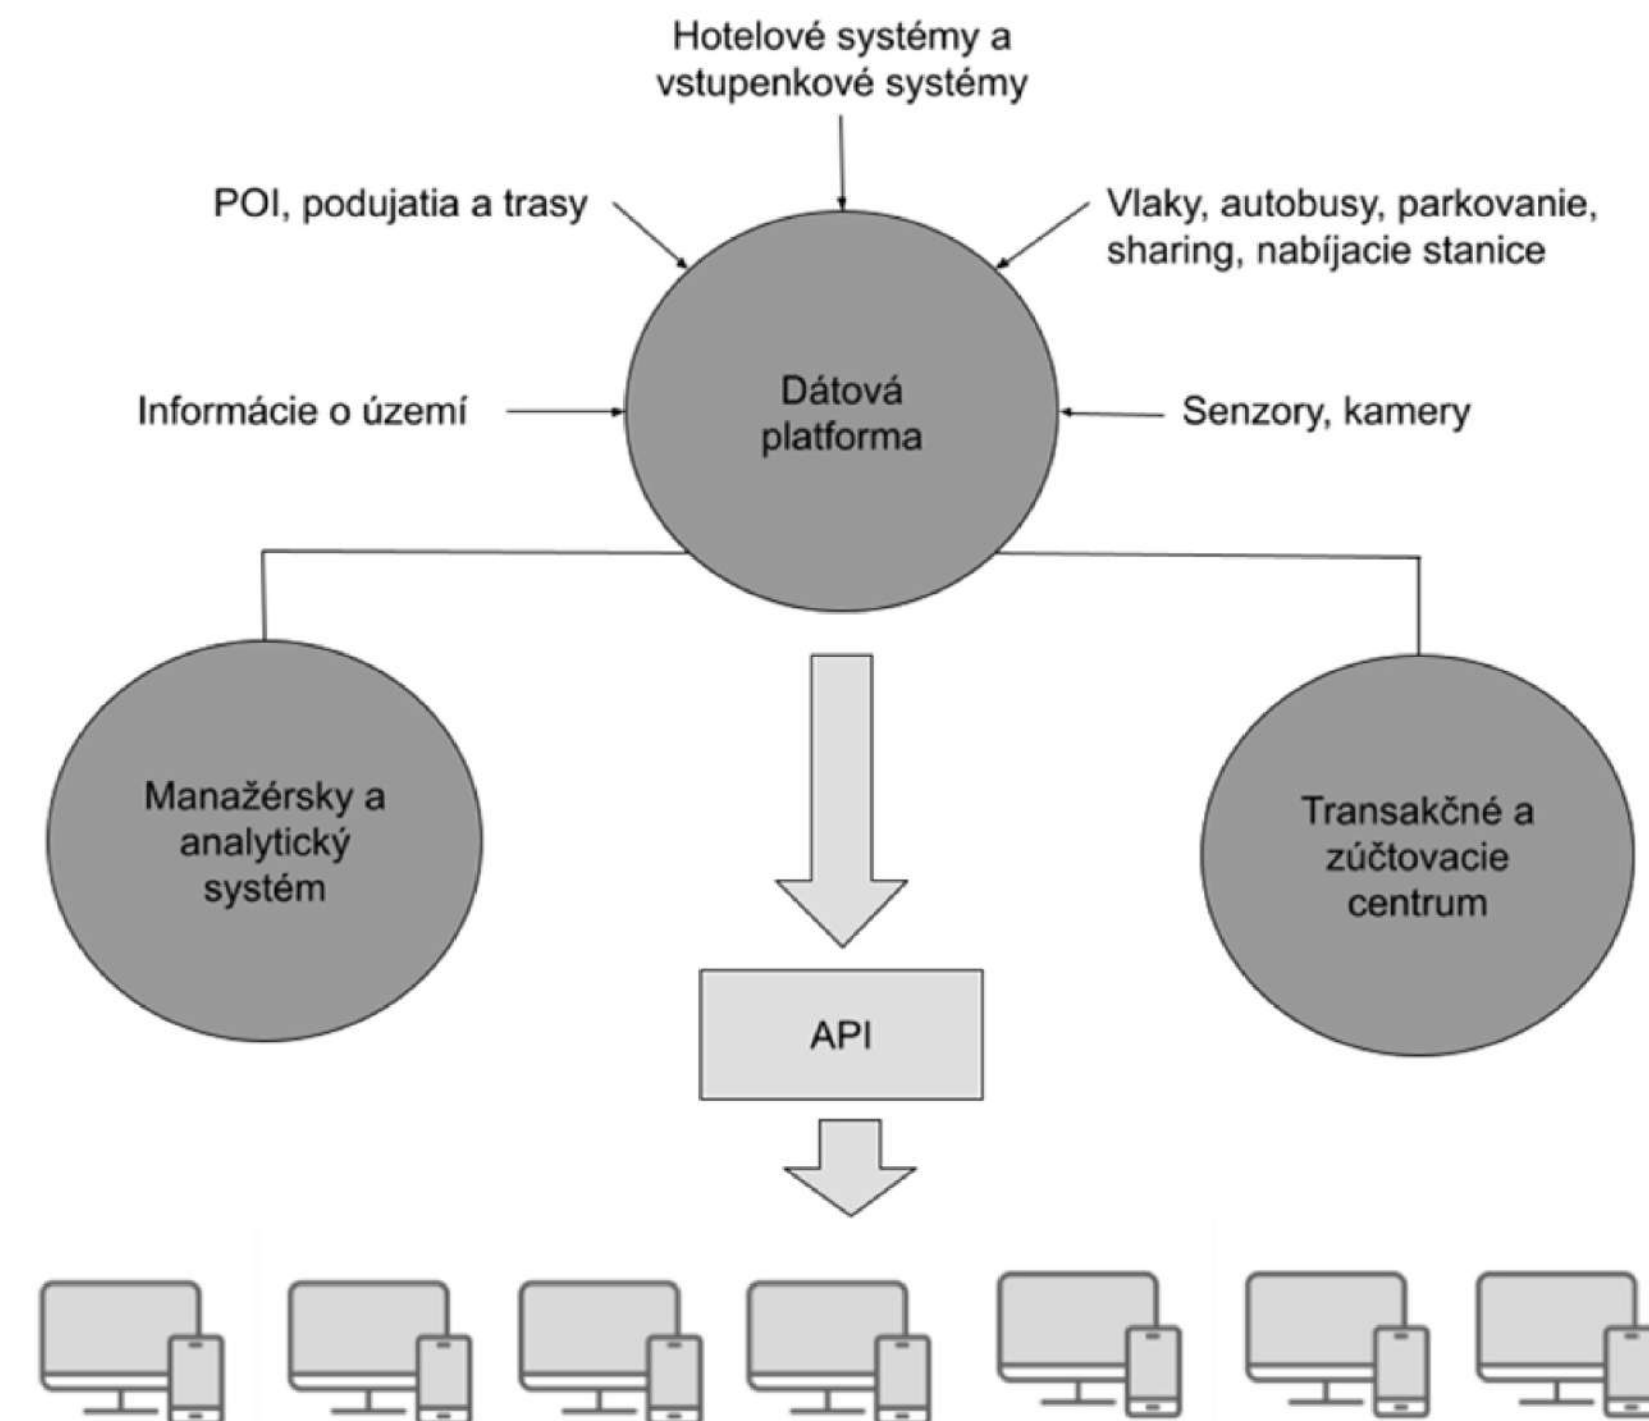 Hotelové systémy a
vstupenkové systémy
POI, podujatia a trasy
Vlaky, autobusy, parkovanie,
sharing, nabíjacie stanice
Informácie o území
Dátová
platforma
Senzory, kamery
Manažérsky a
analytický
systém
Transakčné a
zúčtovacie
centrum
API